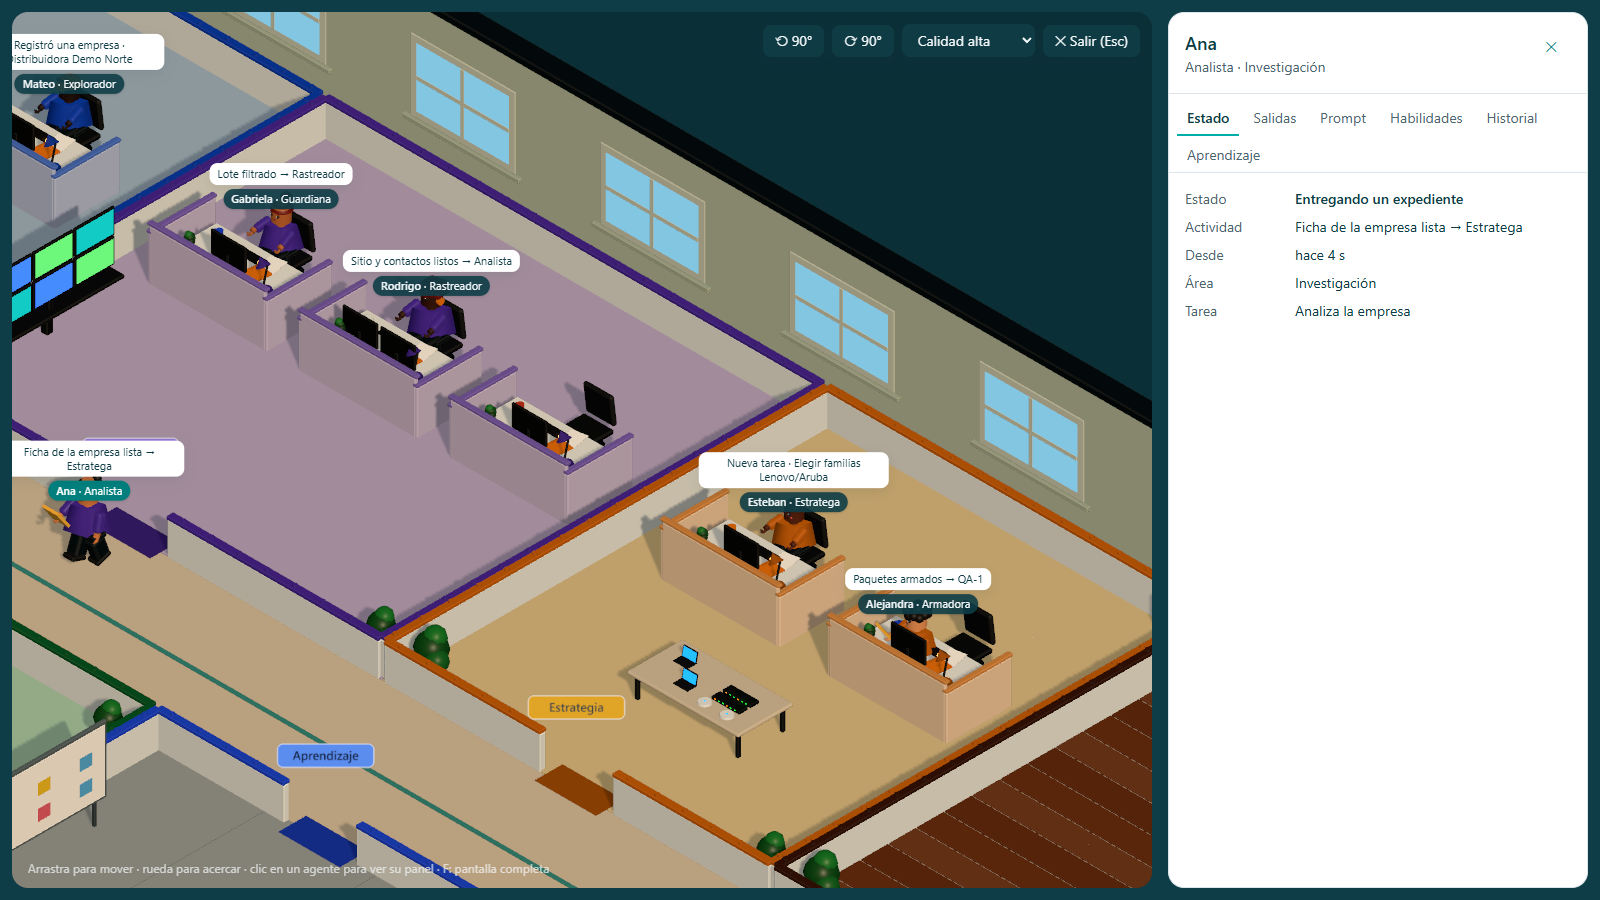 Registró una empresa ·
istribuidora Demo Norte
Mateo · Explorador
90°
90°
Calidad alta
Salir (Esc)
Lote filtrado → Rastreador
Gabriela · Guardiana
Sitio y contactos listos → Analista
Rodrigo · Rastreador
Ficha de la empresa lista →
Estratega
Ana · Analista
Nueva tarea · Elegir familias
Lenovo/Aruba
Esteban · Estratega
Paquetes armados → QA-1
Alejandra · Armadora
Estrategia
Aprendizaje
Arrastra para mover · rueda para acercar · clic en un agente para ver su panel · F: pantalla completa
Ana
Analista · Investigación
Estado Salidas Prompt Habilidades Historial
Aprendizaje
Estado Entregando un expediente
Actividad Ficha de la empresa lista → Estratega
Desde hace 4 s
Área Investigación
Tarea Analiza la empresa